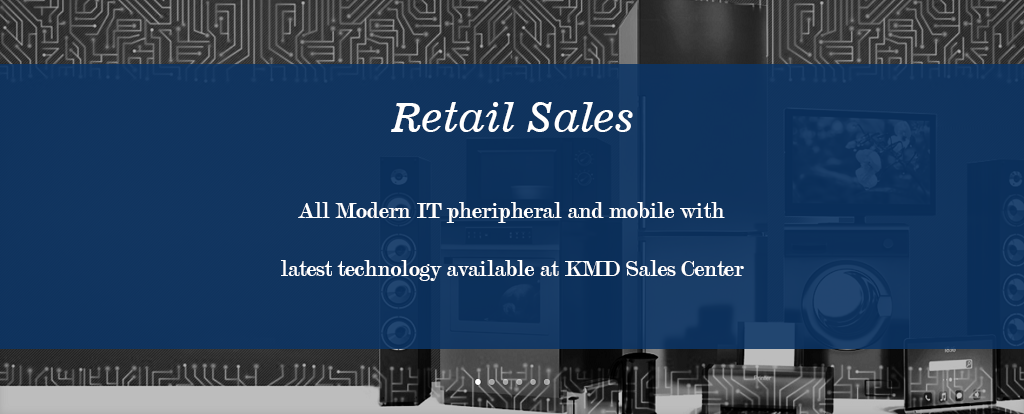 Retail Sales
All Modern IT pheripheral and mobile with
latest technology available at KMD Sales Center